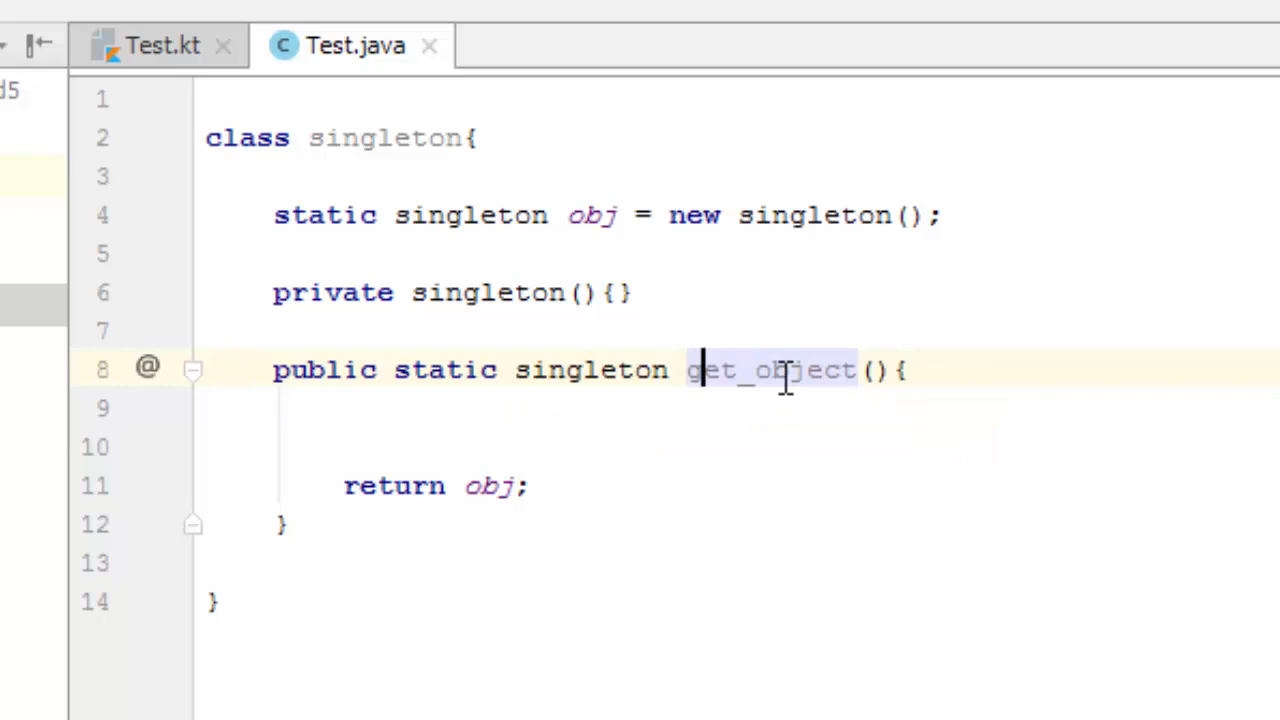 d5
Test.kt
Test.java
1
2 class singleton{
3
4 static singleton obj = new singleton();
5
6 private singleton(){}
7
8 @ public static singleton get_object(){
9
10
11 return obj;
12 }
13
14 }